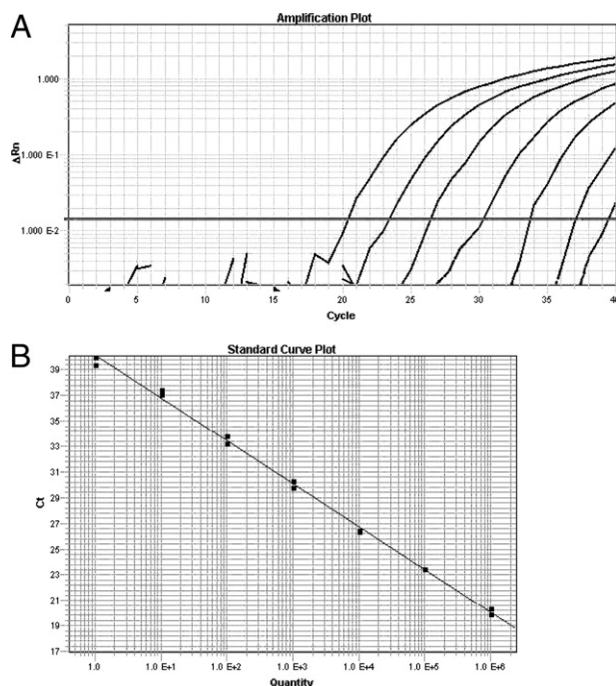 A
Amplification Plot
1.000
1.000 E-1
1.000 E-2
ΔRn
0 5 10 15 20 25 30 35 40
Cycle
B
Standard Curve Plot
39
37
35
33
31
29
27
25
23
21
19
17
Ct
1.0 1.0 E+1 1.0 E+2 1.0 E+3 1.0 E+4 1.0 E+5 1.0 E+6
Quantity